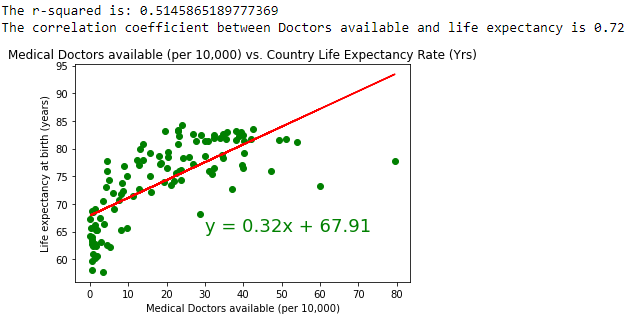 The r-squared is: 0.5145865189777369
The correlation coefficient between Doctors available and life expectancy is 0.72
Medical Doctors available (per 10,000) vs. Country Life Expectancy Rate (Yrs)
95
90
85
80
75
70
65
60
Life expectancy at birth (years)
y = 0.32x + 67.91
0 10 20 30 40 50 60 70 80
Medical Doctors available (per 10,000)